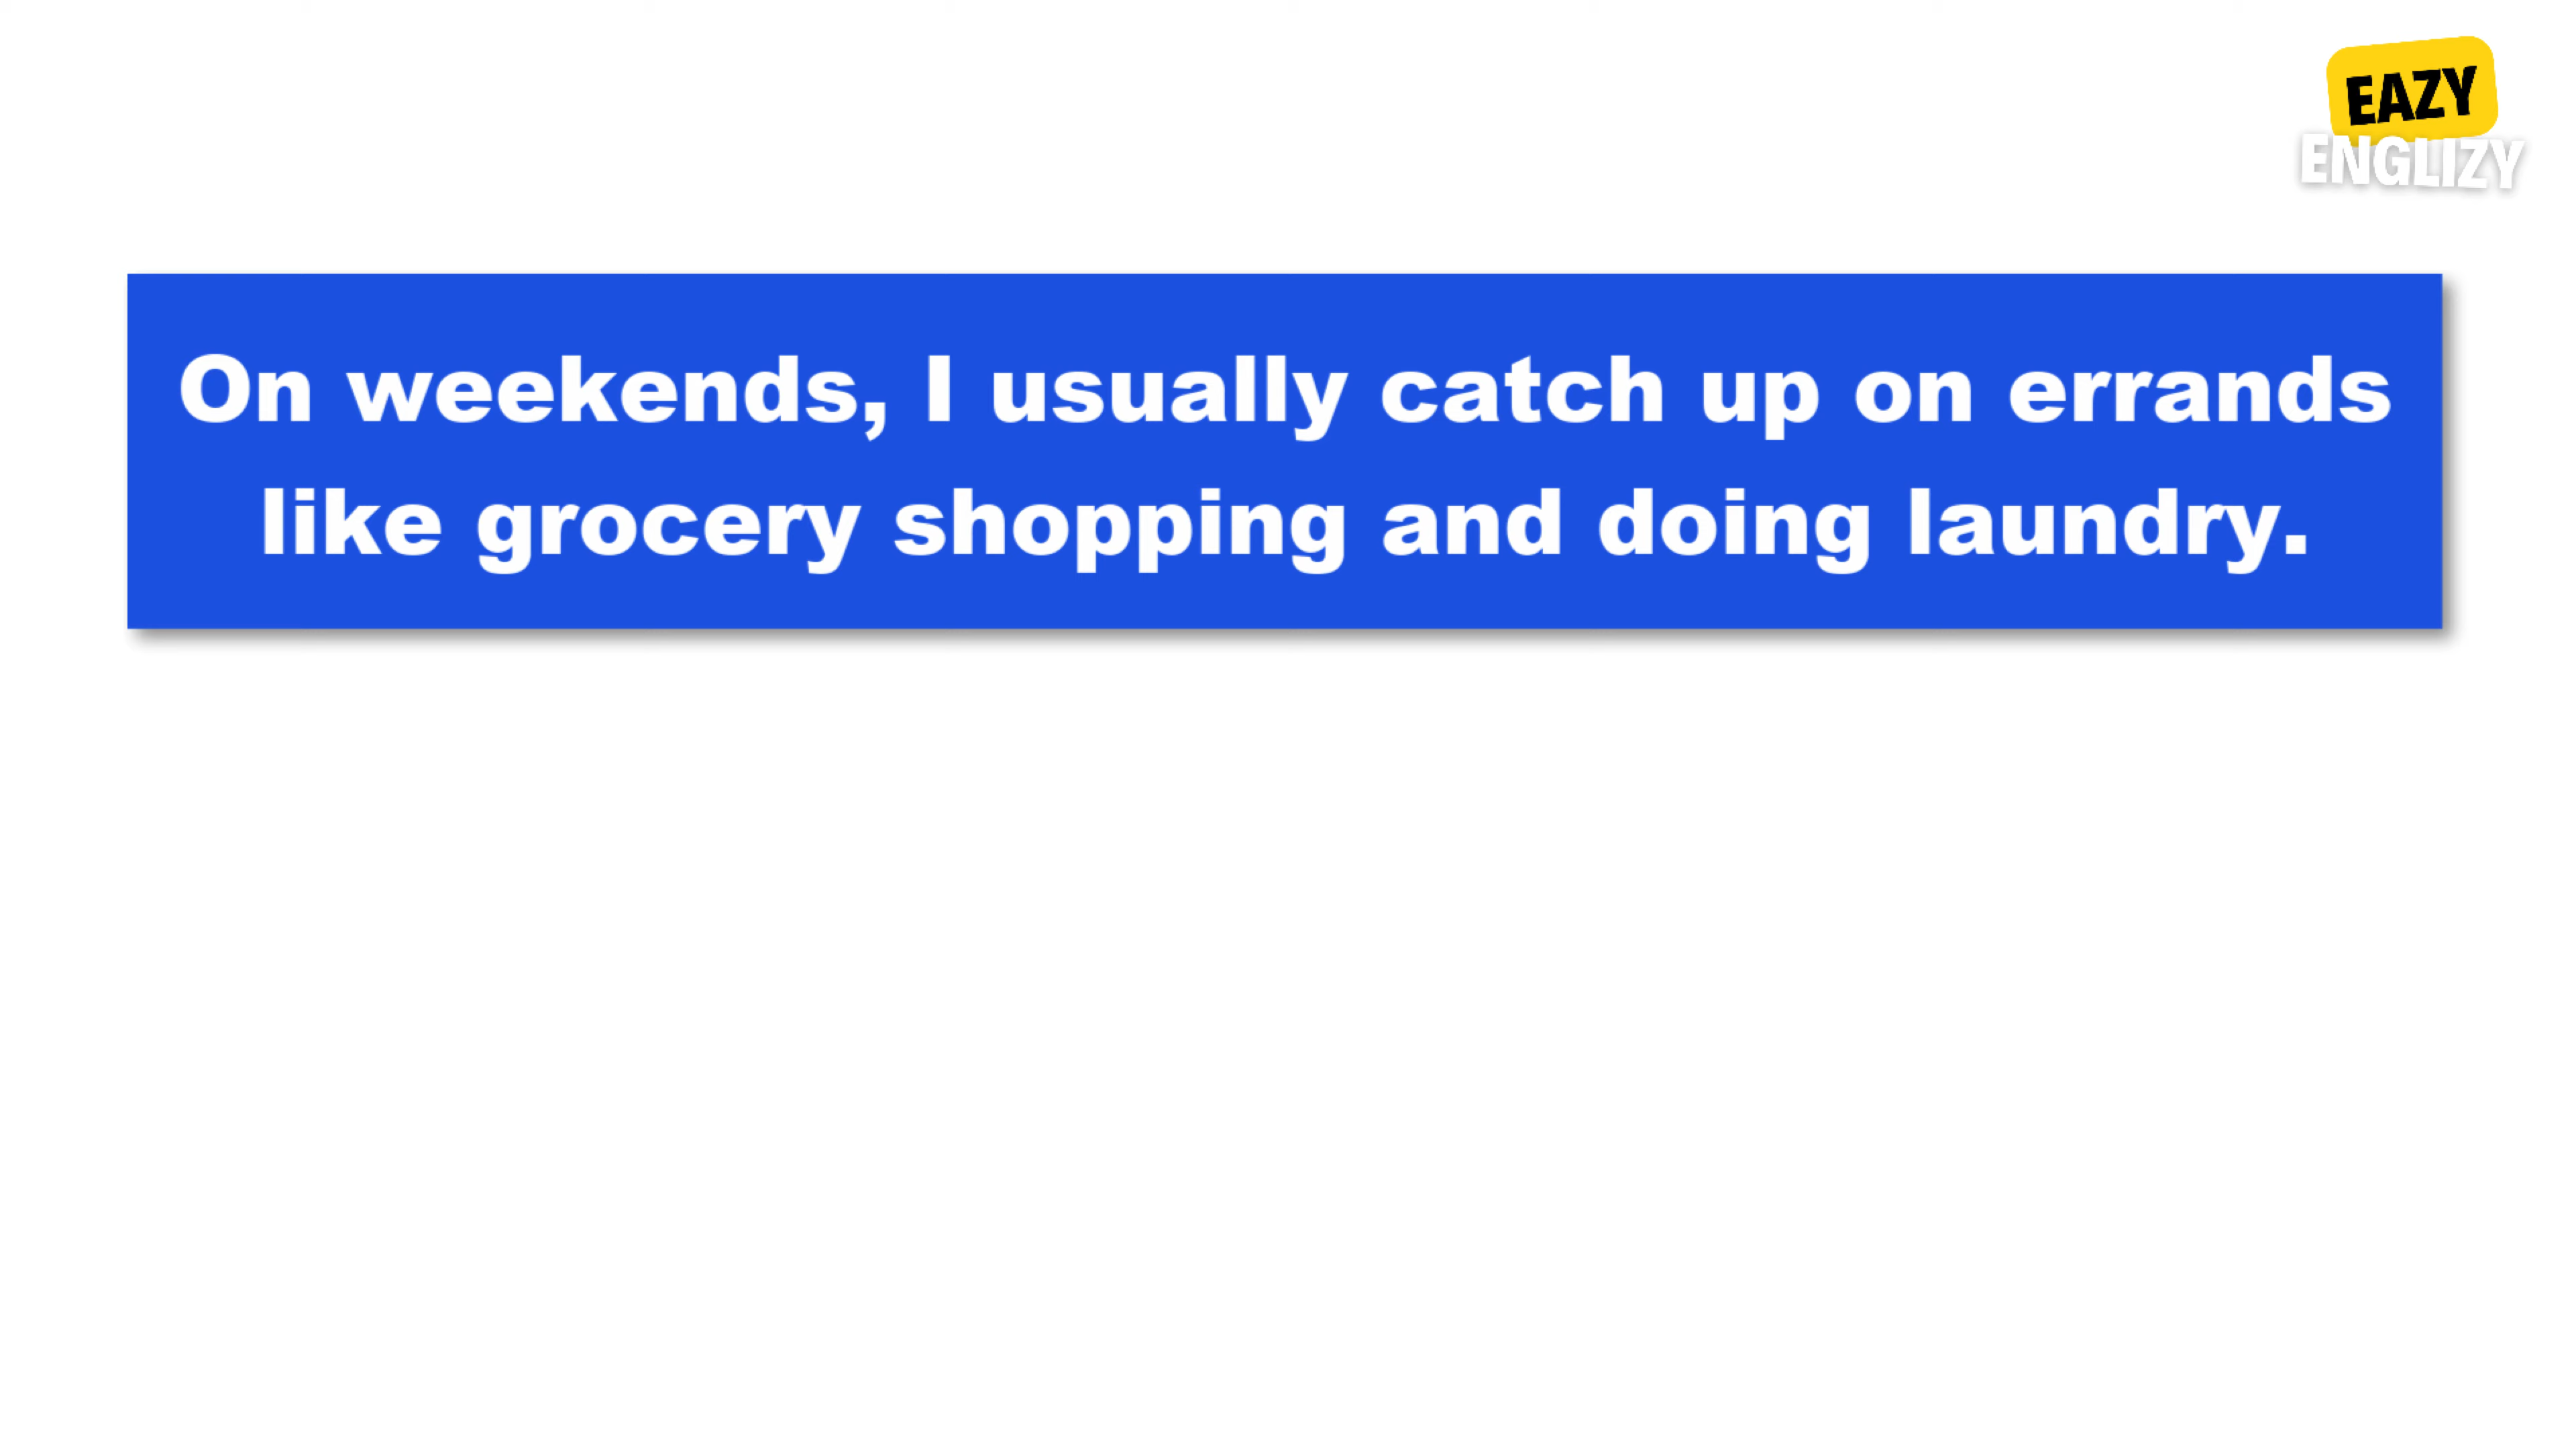 EAZY
ENGLIZY
On weekends, I usually catch up on errands
like grocery shopping and doing laundry.